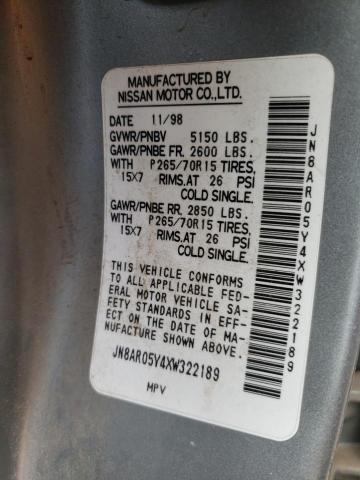 MANUFACTURED BY
NISSAN MOTOR CO.,LTD.
DATE 11/98
GVWR/PNBV 5150 LBS.
GAWR/PNBE FR. 2600 LBS.
WITH P265/70R15 TIRES,
15X7 RIMS,AT 26 PSI
COLD SINGLE.
GAWR/PNBE RR. 2850 LBS.
WITH P265/70R15 TIRES,
15X7 RIMS,AT 26 PSI
COLD SINGLE.
THIS VEHICLE CONFORMS
TO ALL APPLICABLE FED-
ERAL MOTOR VEHICLE SA-
FETY STANDARDS IN EFF-
ECT ON THE DATE OF MA-
NUFACTURE SHOWN ABOVE.
JN8AR05Y4XW322189
MPV
JN8AR05Y4XW322189